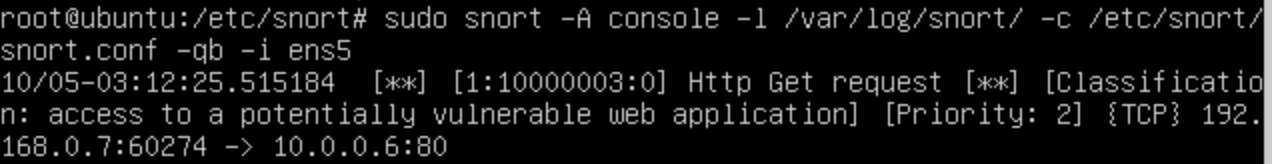 root@ubuntu:/etc/snort# sudo snort -A console -l /var/log/snort/ -c /etc/snort/
snort.conf -qb -i ens5
10/05-03:12:25.515184  [**] [1:10000003:0] Http Get request [**] [Classificatio
n: access to a potentially vulnerable web application] [Priority: 2] {TCP} 192.
168.0.7:60274 -> 10.0.0.6:80